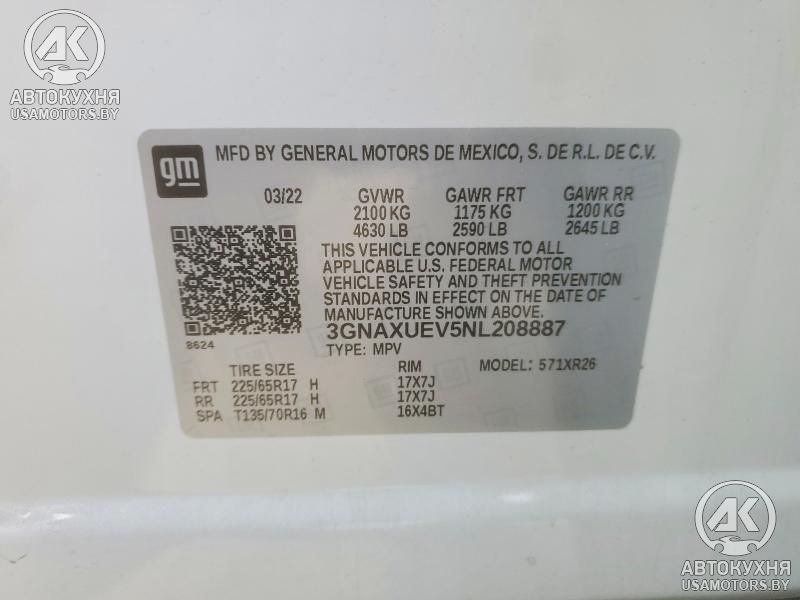 AK
АВТОКУХНЯ
USAMOTORS.BY
gm
MFD BY GENERAL MOTORS DE MEXICO, S. DE R.L. DE C.V.
03/22 GVWR GAWR FRT GAWR RR
2100 KG 1175 KG 1200 KG
4630 LB 2590 LB 2645 LB
THIS VEHICLE CONFORMS TO ALL
APPLICABLE U.S. FEDERAL MOTOR
VEHICLE SAFETY AND THEFT PREVENTION
STANDARDS IN EFFECT ON THE DATE
OF MANUFACTURE SHOWN ABOVE.
3GNAXUEV5NL208887
8624
TYPE: MPV
TIRE SIZE RIM MODEL: 571XR26
FRT 225/65R17 H 17X7J
RR 225/65R17 H 17X7J
SPA T135/70R16 M 16X4BT
AK
АВТОКУХНЯ
USAMOTORS.BY